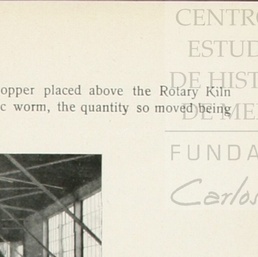 CENTRO
ESTUD
DE HIST
DE ME
opper placed above the Rotary Kiln
c worm, the quantity so moved being
FUNDA
Carlos